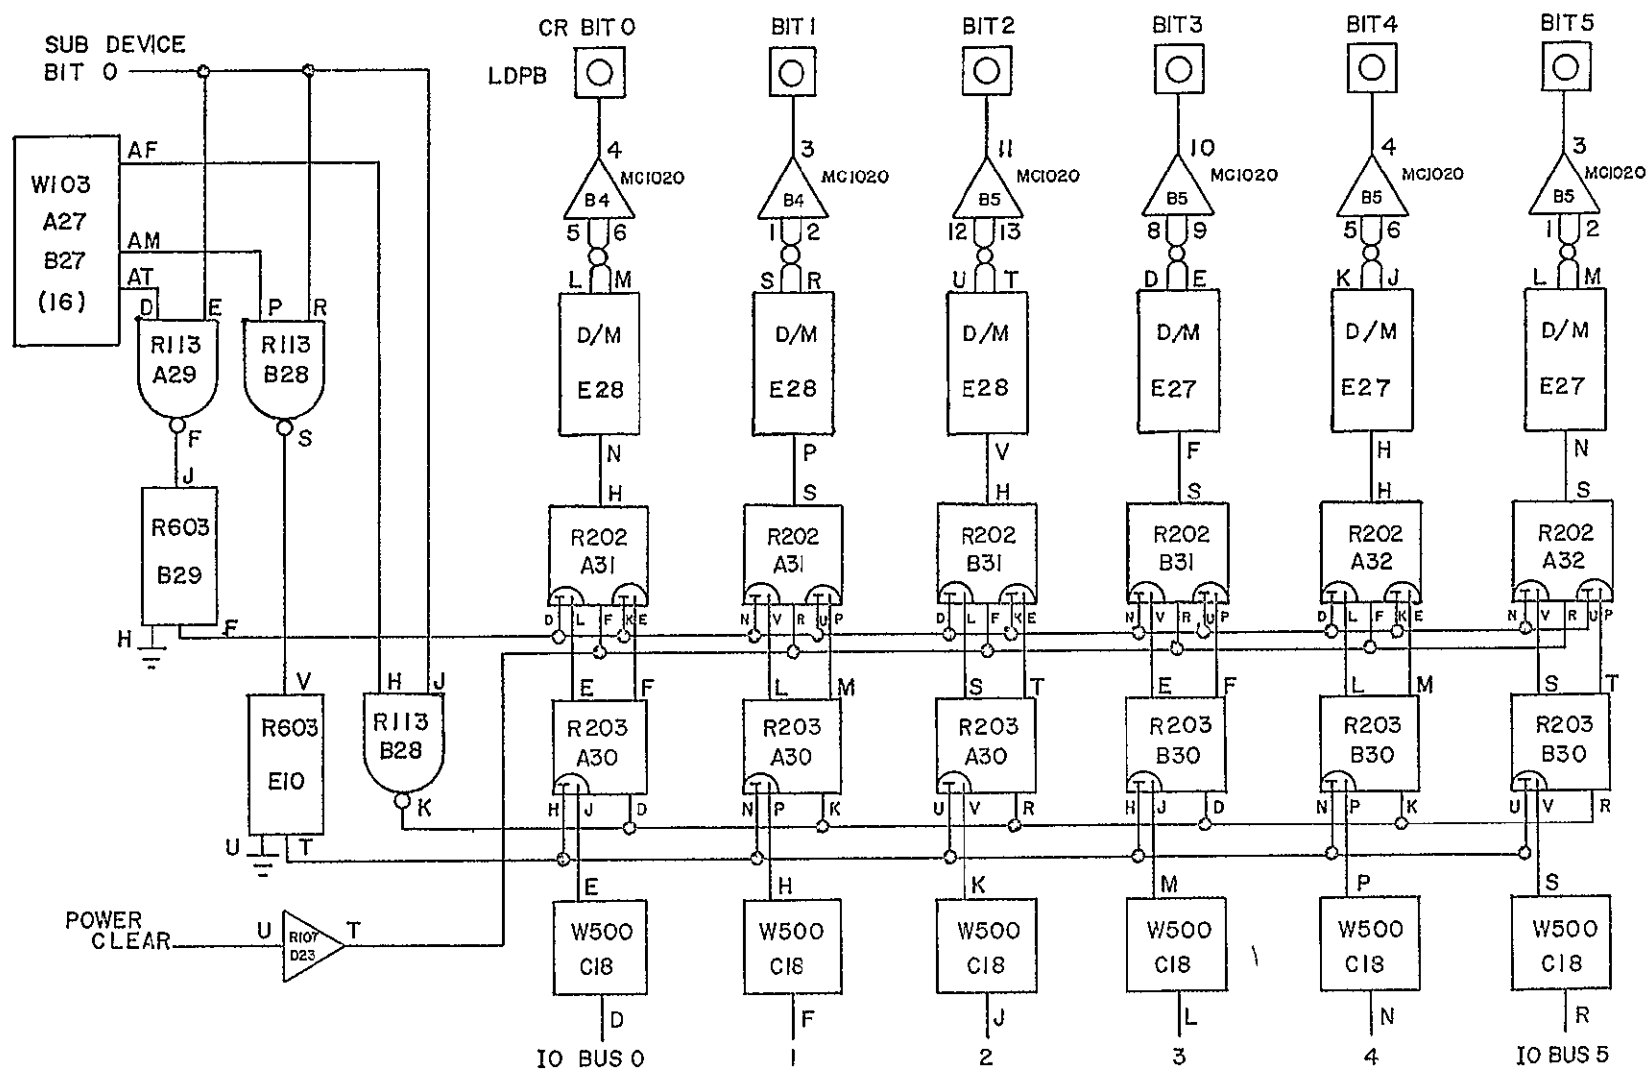 CR BIT 0 BIT 1 BIT 2 BIT 3 BIT 4 BIT 5
SUB DEVICE
BIT 0
LDPB
4 3 11 10 4 3
MC1020 MC1020 MC1020 MC1020 MC1020 MC1020
B4 B4 B5 B5 B5 B5
5 6 1 2 12 13 8 9 5 6 1 2
L M S R U T D E K J L M
AF
W103
A27
B27
(16)
AM
AT
D E P R
R113
A29
R113
B28
F S
D/M
E28
D/M
E28
D/M
E28
D/M
E27
D/M
E27
D/M
E27
N P V F H N
H S H S H S
J
R603
B29
H F
R202
A31
R202
A31
R202
B31
R202
B31
R202
A32
R202
A32
D L F K E N V R U P D L F K E N V R U P D L F K E N V R U P
V H J
R603
E10
R113
B28
K
U T
E F L M S T E F L M S T
R203
A30
R203
A30
R203
A30
R203
B30
R203
B30
R203
B30
H J D N P K U V R H J D N P K U V R
E H K M P S
POWER
CLEAR
U
R107
D23
T
W500
C18
W500
C18
W500
C18
W500
C18
W500
C18
W500
C18
D F J L N R
IO BUS 0 1 2 3 4 IO BUS 5